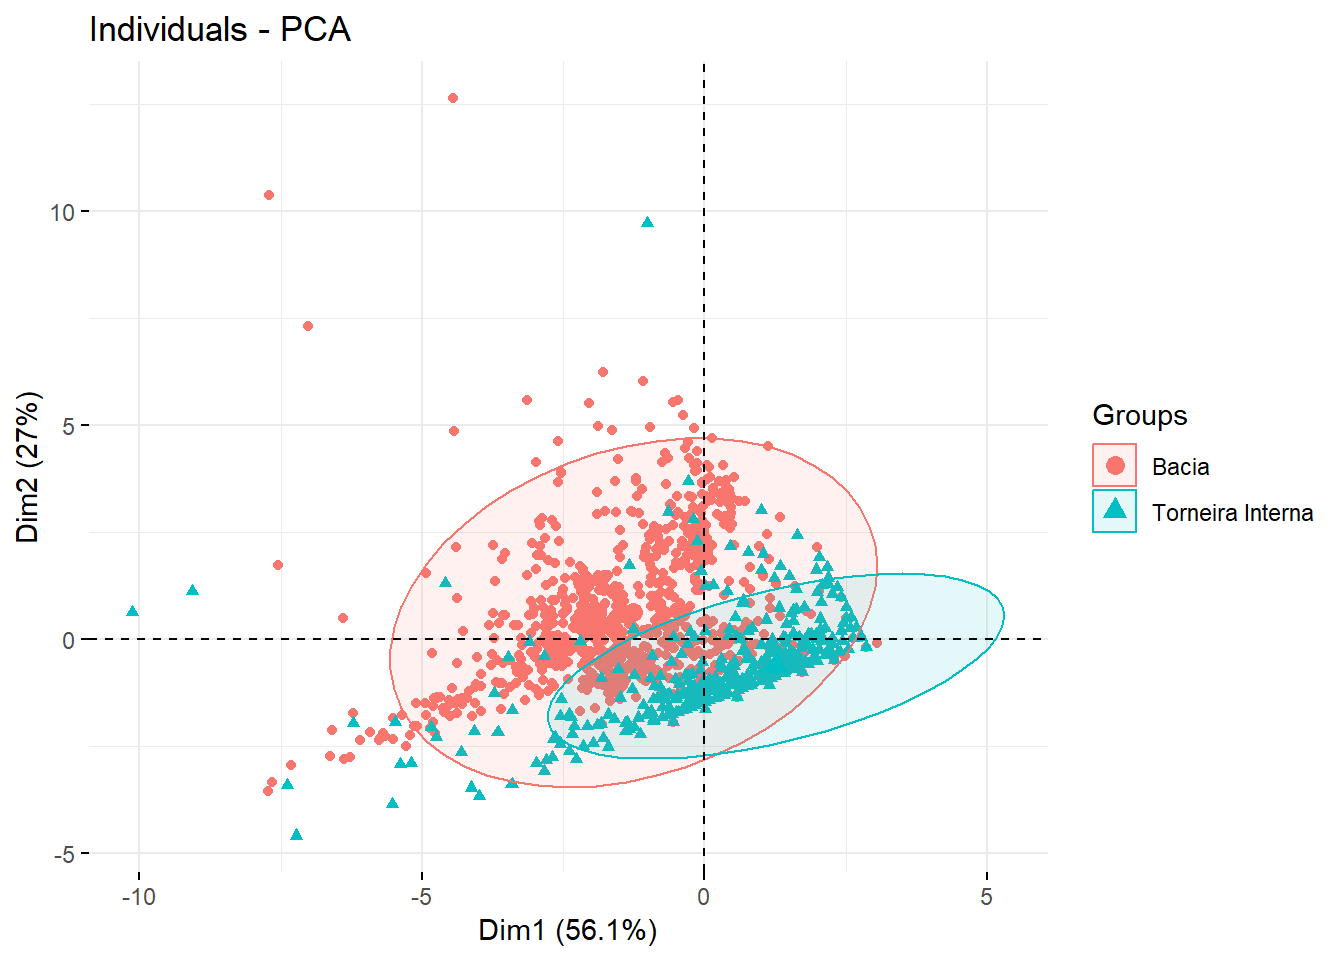 Individuals - PCA
10
5
0
-5
Dim2 (27%)
-10
-5
0
5
Dim1 (56.1%)
Groups
Bacia
Torneira Interna